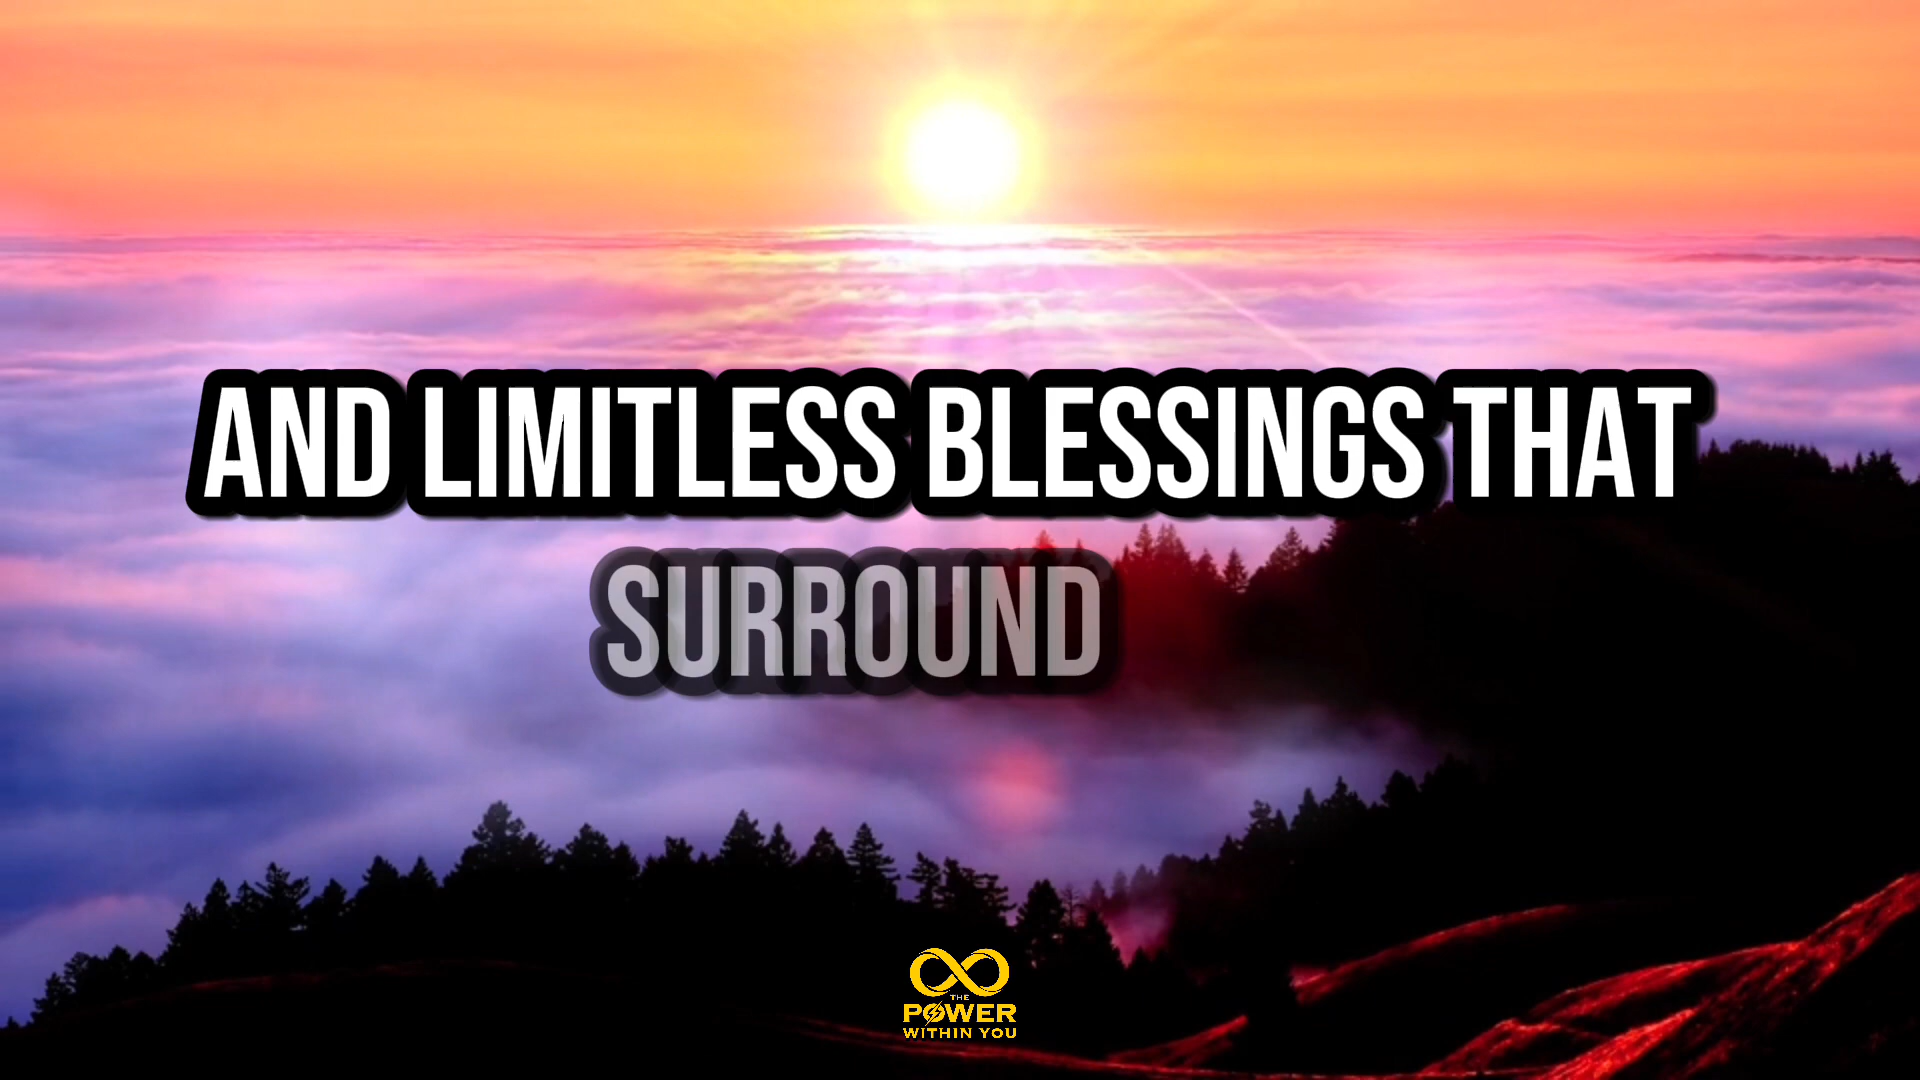 AND LIMITLESS BLESSINGS THAT
SURROUND
THE
POWER
WITHIN YOU